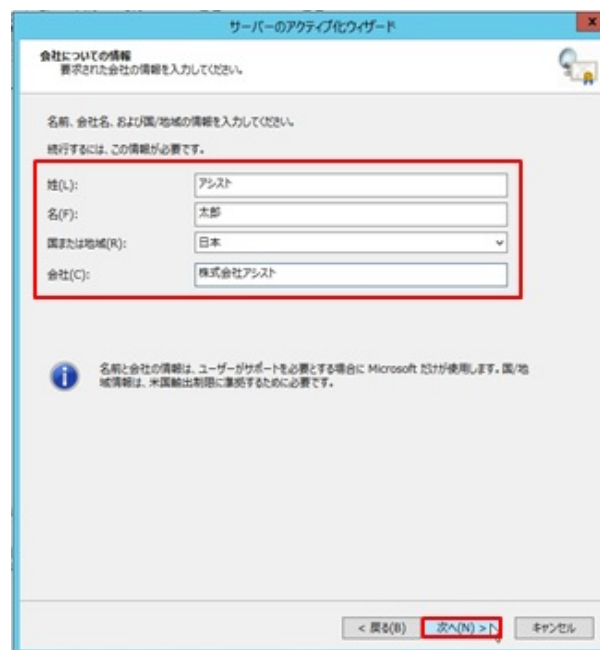 サーバーのアクティブ化ウィザード
x
会社についての情報
要求された会社の情報を入力してください。
名前、会社名、および国/地域の情報を入力してください。
続行するには、この情報が必要です。
姓(L): アシスト
名(F): 太郎
国または地域(R): 日本
会社(C): 株式会社アシスト
名前と会社の情報は、ユーザーがサポートを必要とする場合に Microsoft だけが使用します。国/地
域情報は、米国輸出制限に準拠するために必要です。
< 戻る(B) 次へ(N) > キャンセル